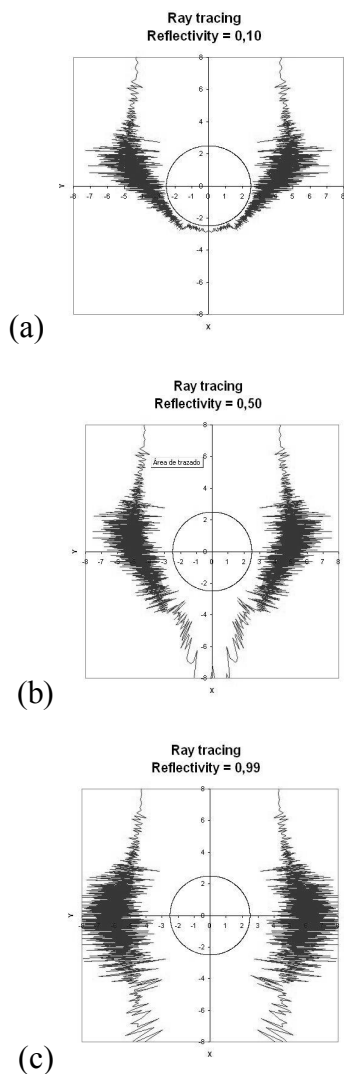 Ray tracing
Reflectivity = 0,10
8
6
4
2
0
Y
-8 -7 -6 -5 -4 -3 -2 -1 0 1 2 3 4 5 6 7 8
-2
-4
-6
-8
X
(a)
Ray tracing
Reflectivity = 0,50
8
6
Área de trazado
4
2
0
Y
-8 -7 -6 -5 -4 -3 -2 -1 0 1 2 3 4 5 6 7 8
-2
-4
-6
-8
X
(b)
Ray tracing
Reflectivity = 0,99
8
6
4
2
0
Y
-3 -2 -1 0 1 2 3
-2
-4
-6
-8
X
(c)